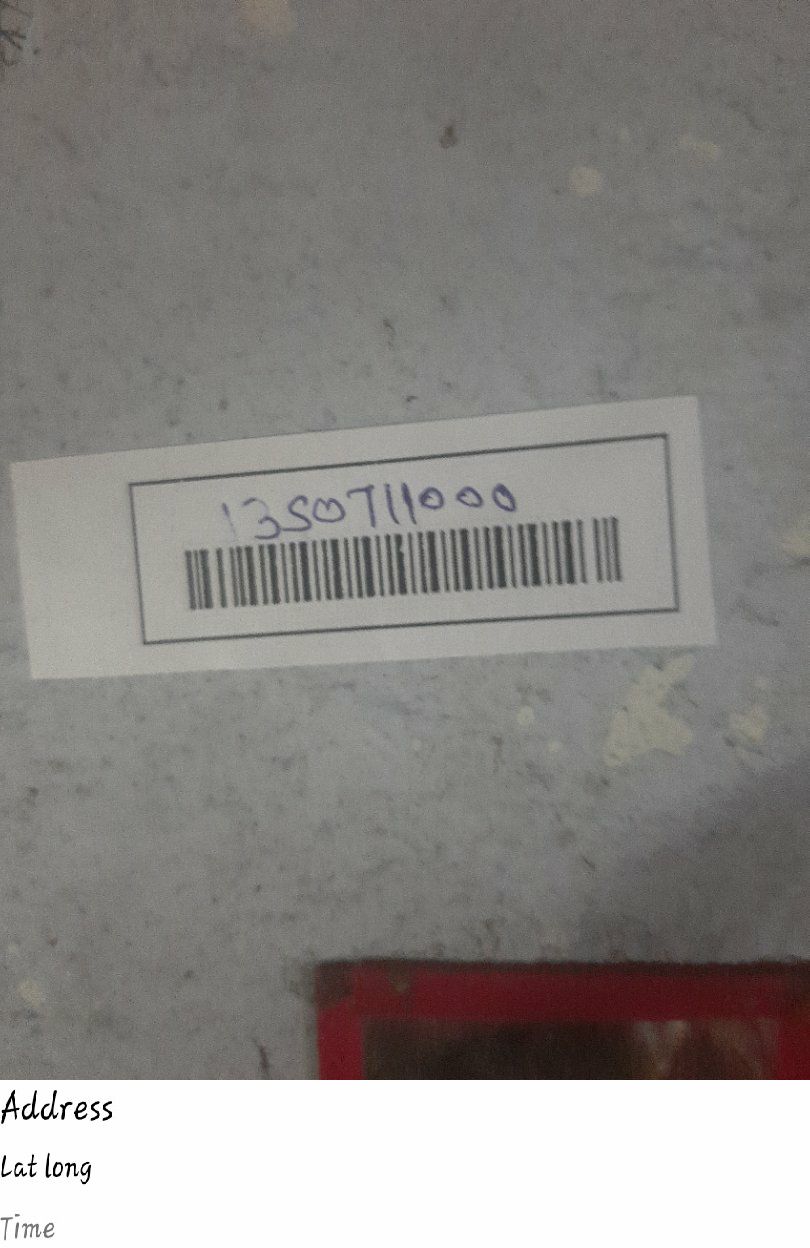 1350711000
Address
Lat long
Time